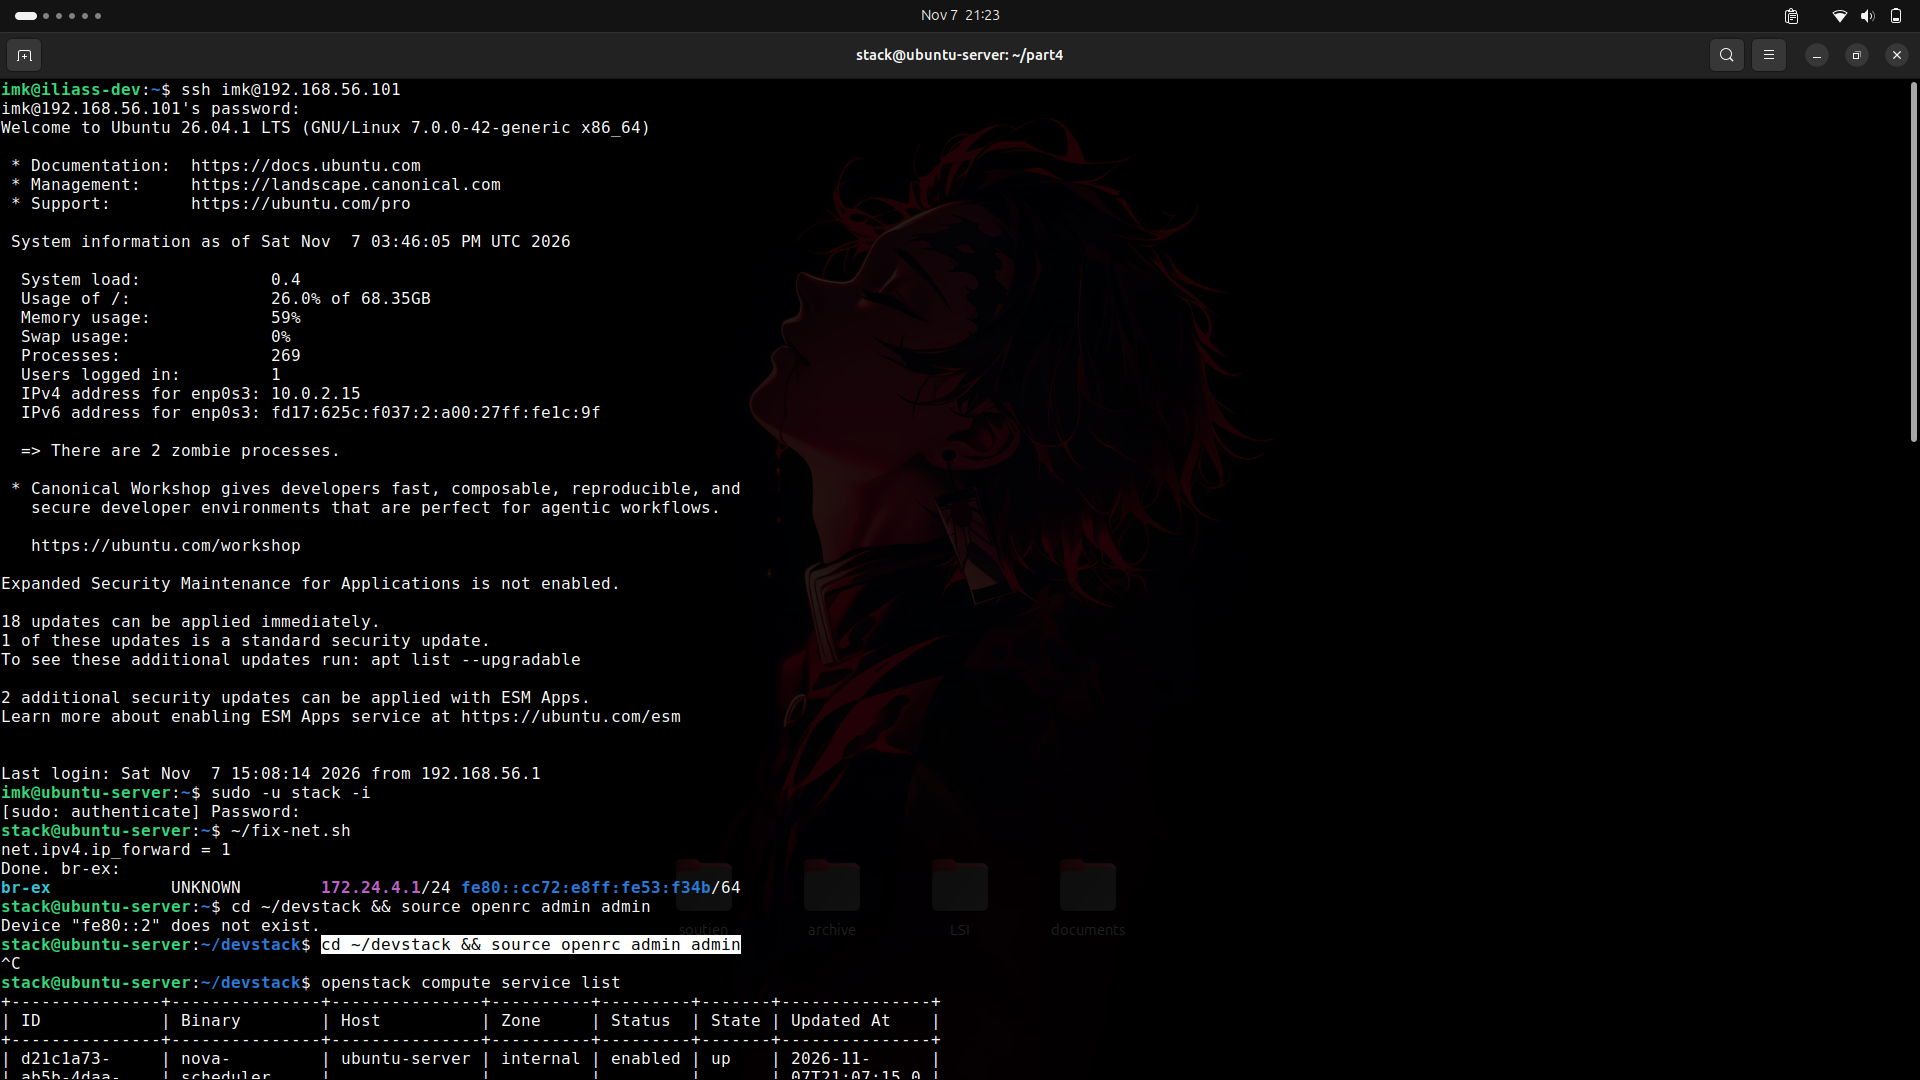 Nov 7 21:23
stack@ubuntu-server: ~/part4
imk@iliass-dev:~$ ssh imk@192.168.56.101
imk@192.168.56.101's password:
Welcome to Ubuntu 26.04.1 LTS (GNU/Linux 7.0.0-42-generic x86_64)
* Documentation:  https://docs.ubuntu.com
* Management:     https://landscape.canonical.com
* Support:        https://ubuntu.com/pro
System information as of Sat Nov  7 03:46:05 PM UTC 2026
System load:             0.4
Usage of /:              26.0% of 68.35GB
Memory usage:            59%
Swap usage:              0%
Processes:               269
Users logged in:         1
IPv4 address for enp0s3: 10.0.2.15
IPv6 address for enp0s3: fd17:625c:f037:2:a00:27ff:fe1c:9f
=> There are 2 zombie processes.
* Canonical Workshop gives developers fast, composable, reproducible, and
secure developer environments that are perfect for agentic workflows.
https://ubuntu.com/workshop
Expanded Security Maintenance for Applications is not enabled.
18 updates can be applied immediately.
1 of these updates is a standard security update.
To see these additional updates run: apt list --upgradable
2 additional security updates can be applied with ESM Apps.
Learn more about enabling ESM Apps service at https://ubuntu.com/esm
Last login: Sat Nov  7 15:08:14 2026 from 192.168.56.1
imk@ubuntu-server:~$ sudo -u stack -i
[sudo: authenticate] Password:
stack@ubuntu-server:~$ ~/fix-net.sh
net.ipv4.ip_forward = 1
Done. br-ex:
br-ex            UNKNOWN        172.24.4.1/24 fe80::cc72:e8ff:fe53:f34b/64
stack@ubuntu-server:~$ cd ~/devstack && source openrc admin admin
Device "fe80::2" does not exist.
soutien archive LSI documents
stack@ubuntu-server:~/devstack$ cd ~/devstack && source openrc admin admin
^C
stack@ubuntu-server:~/devstack$ openstack compute service list
+---------------+---------------+---------------+----------+---------+-------+---------------+
| ID            | Binary        | Host          | Zone     | Status  | State | Updated At    |
+---------------+---------------+---------------+----------+---------+-------+---------------+
| d21c1a73-     | nova-         | ubuntu-server | internal | enabled | up    | 2026-11-      |
| ab5b-4daa-    | scheduler     |               |          |         |       | 07T21:07:15.0 |